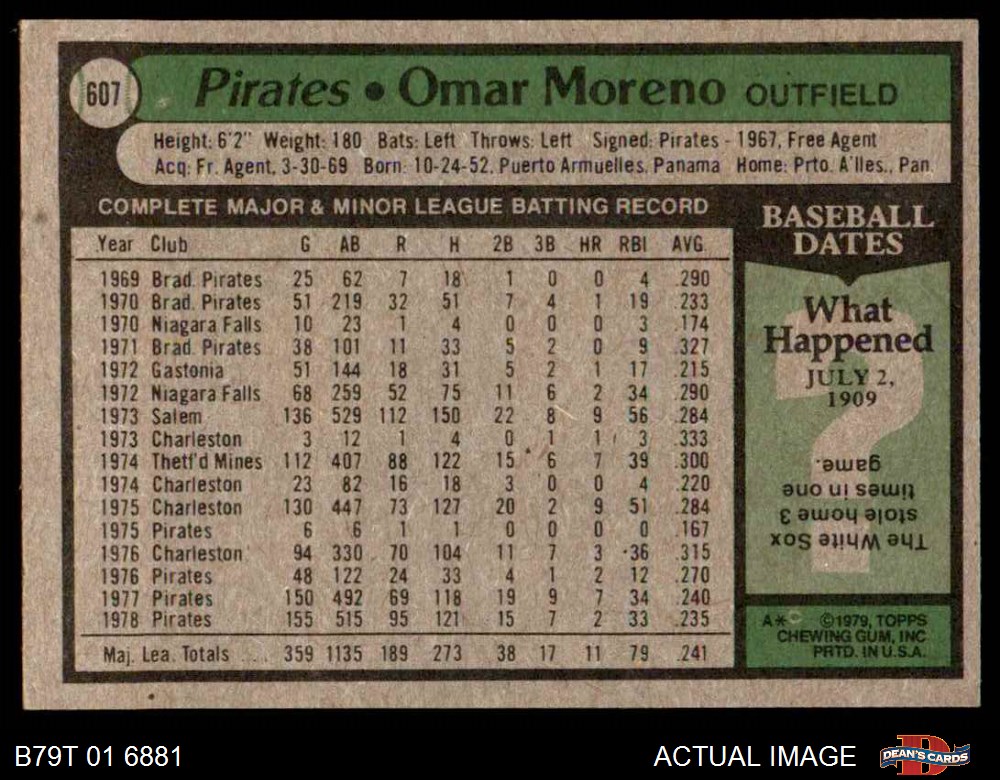 607 Pirates • Omar Moreno OUTFIELD
Height: 6'2" Weight: 180 Bats: Left Throws: Left Signed: Pirates - 1967, Free Agent
Acq: Fr. Agent, 3-30-69 Born: 10-24-52, Puerto Armuelles, Panama Home: Prto. A'lles., Pan.
COMPLETE MAJOR & MINOR LEAGUE BATTING RECORD
Year Club G AB R H 2B 3B HR RBI AVG.
1969 Brad. Pirates 25 62 7 18 1 0 0 4 .290
1970 Brad. Pirates 51 219 32 51 7 4 1 19 .233
1970 Niagara Falls 10 23 1 4 0 0 0 3 .174
1971 Brad. Pirates 38 101 11 33 5 2 0 9 .327
1972 Gastonia 51 144 18 31 5 2 1 17 .215
1972 Niagara Falls 68 259 52 75 11 6 2 34 .290
1973 Salem 136 529 112 150 22 8 9 56 .284
1973 Charleston 3 12 1 4 0 1 1 3 .333
1974 Thetf'd Mines 112 407 88 122 15 6 7 39 .300
1974 Charleston 23 82 16 18 3 0 0 4 .220
1975 Charleston 130 447 73 127 20 2 9 51 .284
1975 Pirates 6 6 1 1 0 0 0 0 .167
1976 Charleston 94 330 70 104 11 7 3 36 .315
1976 Pirates 48 122 24 33 4 1 2 12 .270
1977 Pirates 150 492 69 118 19 9 7 34 .240
1978 Pirates 155 515 95 121 15 7 2 33 .235
Maj. Lea. Totals .... 359 1135 189 273 38 17 11 79 .241
BASEBALL
DATES
What
Happened
JULY 2,
1909
The White Sox
stole home 3
times in one
game.
A* ©1979, TOPPS
CHEWING GUM, INC
PRTD. IN U.S.A.
B79T 01 6881 ACTUAL IMAGE DEAN'S CARDS